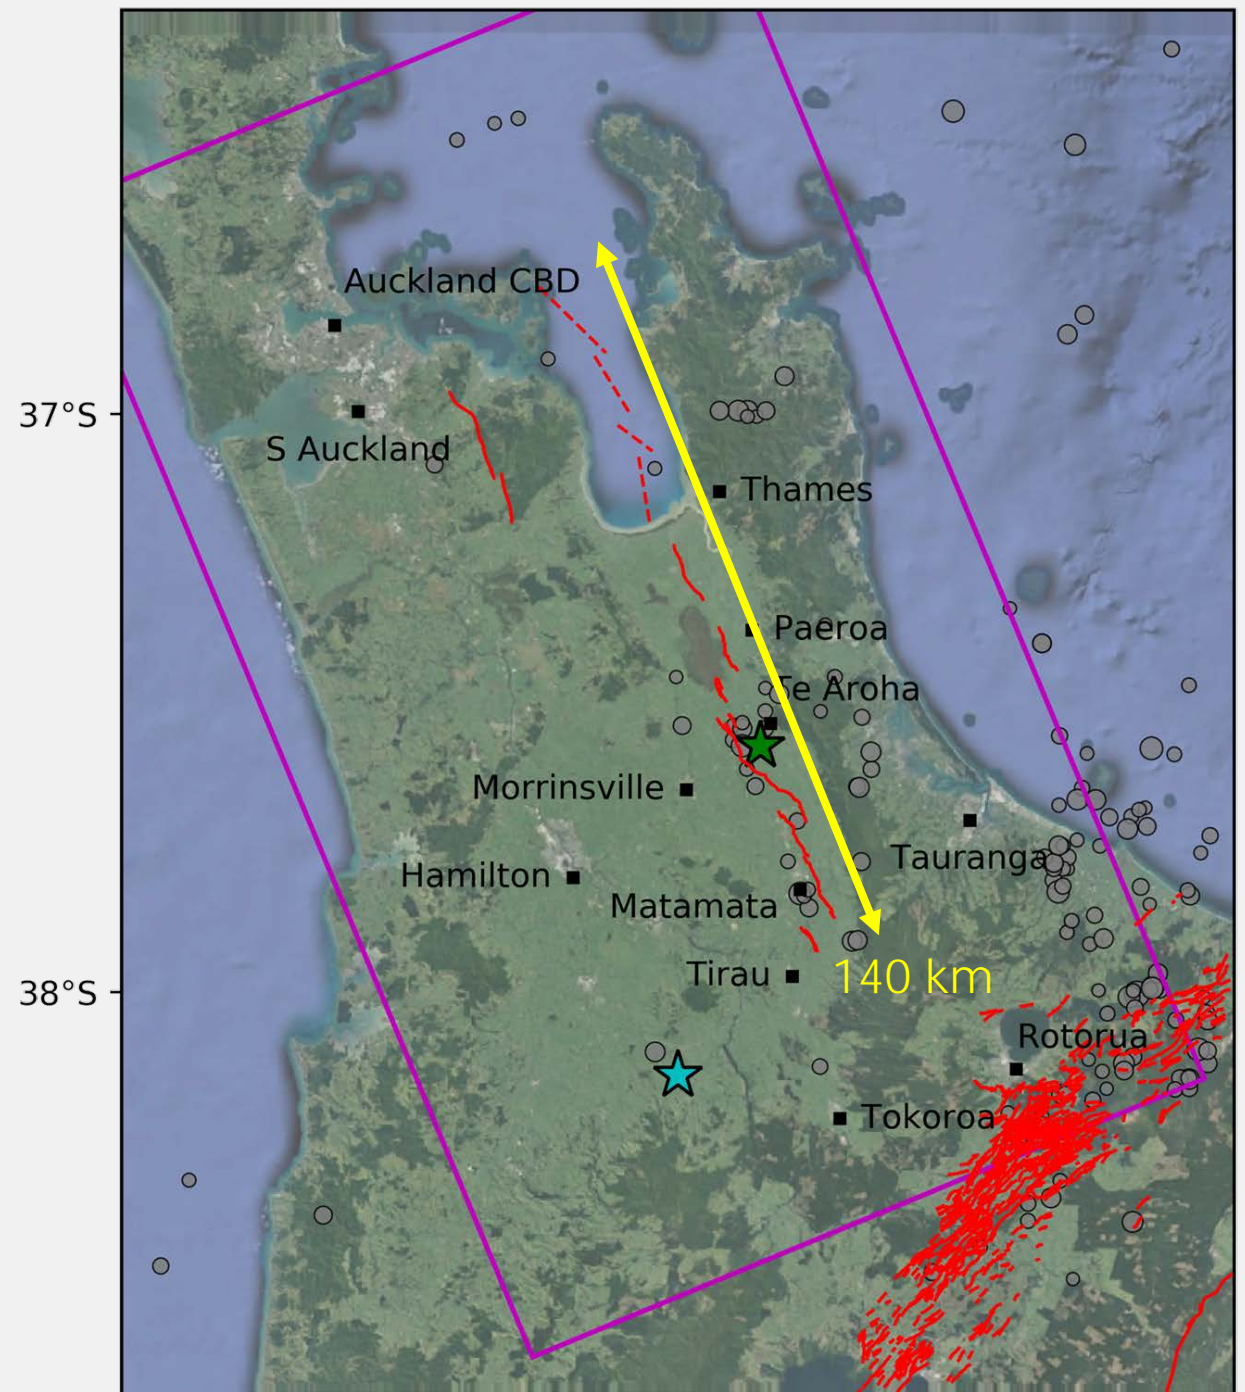 Auckland CBD
37°S
S Auckland
Thames
Paeroa
Te Aroha
Morrinsville
Tauranga
Hamilton
Matamata
Tirau
140 km
38°S
Rotorua
Tokoroa